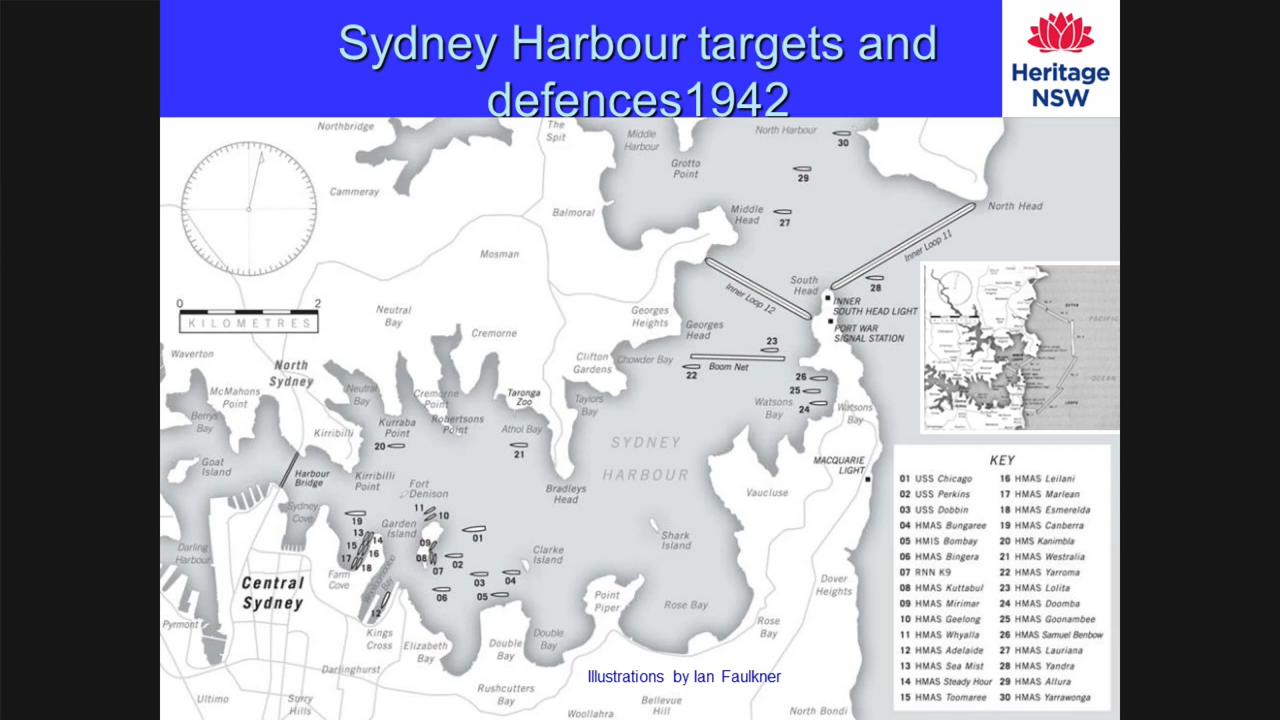 Sydney Harbour targets and
defences1942
Heritage
NSW
Northbridge
The
Spit
Middle
Harbour
North Harbour
30
Grotto
Point
29
Cammeray
Balmoral
Middle
Head
27
North Head
Inner Loop 11
Mosman
South
Head
28
Inner Loop 12
INNER
SOUTH HEAD LIGHT
PORT WAR
SIGNAL STATION
0
2
KILOMETRES
Neutral
Bay
Georges
Heights
Georges
Head
Cremorne
23
Waverton
North
Sydney
Clifton
Gardens
Chowder Bay
22
Boom Net
26
25
24
McMahons
Point
Neutral
Bay
Cremorne
Point
Taronga
Zoo
Taylors
Bay
Watsons
Bay
Watsons
Bay
Berrys
Bay
Kurraba
Point
Robertsons
Point
Athol Bay
Kirribilli
20
21
SYDNEY
HARBOUR
Goat
Island
Harbour
Bridge
Kirribilli
Point
Fort
Denison
Bradleys
Head
MACQUARIE
LIGHT
Vaucluse
Sydney
Cove
19
11
10
Garden
Island
01
13
14
15
16
17
18
09
08
07
02
Shark
Island
Darling
Harbour
Clarke
Island
Farm
Cove
Woolloomooloo
Bay
03
04
05
06
12
Central
Sydney
Dover
Heights
Point
Piper
Rose Bay
Rose
Bay
Pyrmont
Kings
Cross
Elizabeth
Bay
Double
Bay
Double
Bay
Darlinghurst
Illustrations by Ian Faulkner
Ultimo
Surry
Hills
Rushcutters
Bay
Woollahra
Bellevue
Hill
North Bondi
KEY
01 USS Chicago
02 USS Perkins
03 USS Dobbin
04 HMAS Bungaree
05 HMIS Bombay
06 HMAS Bingera
07 RNN K9
08 HMAS Kuttabul
09 HMAS Mirimar
10 HMAS Geelong
11 HMAS Whyalla
12 HMAS Adelaide
13 HMAS Sea Mist
14 HMAS Steady Hour
15 HMAS Toomaree
16 HMAS Leilani
17 HMAS Marlean
18 HMAS Esmerelda
19 HMAS Canberra
20 HMS Kanimbla
21 HMAS Westralia
22 HMAS Yarroma
23 HMAS Lolita
24 HMAS Doomba
25 HMAS Goonambee
26 HMAS Samuel Benbow
27 HMAS Lauriana
28 HMAS Yandra
29 HMAS Allura
30 HMAS Yarrawonga